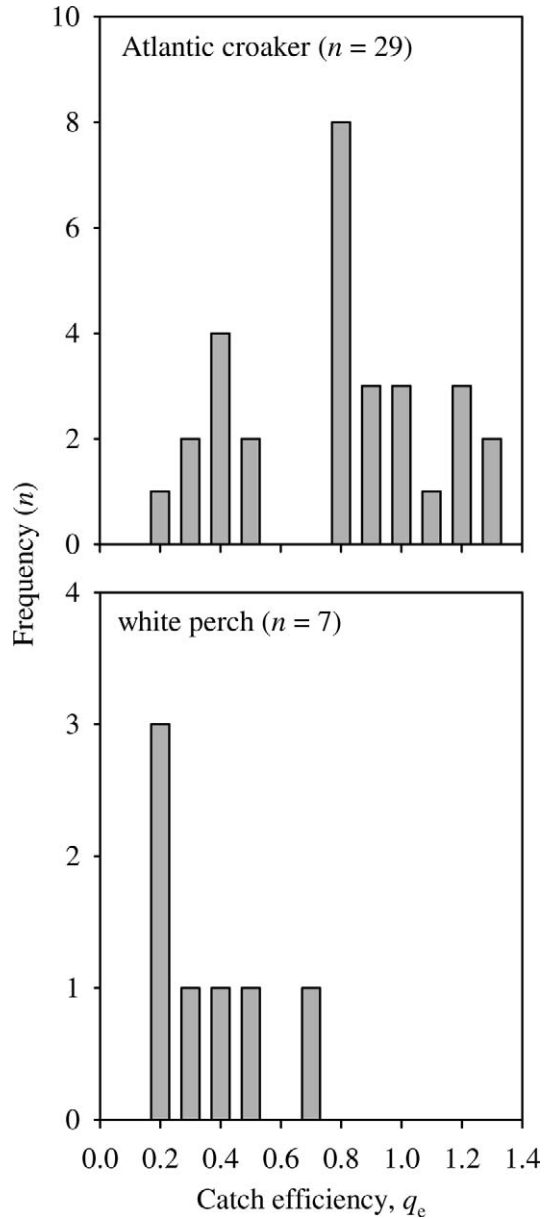 10
Atlantic croaker (n = 29)
8
6
4
2
0
Frequency (n)
4
white perch (n = 7)
3
2
1
0
0.0 0.2 0.4 0.6 0.8 1.0 1.2 1.4
Catch efficiency, qe